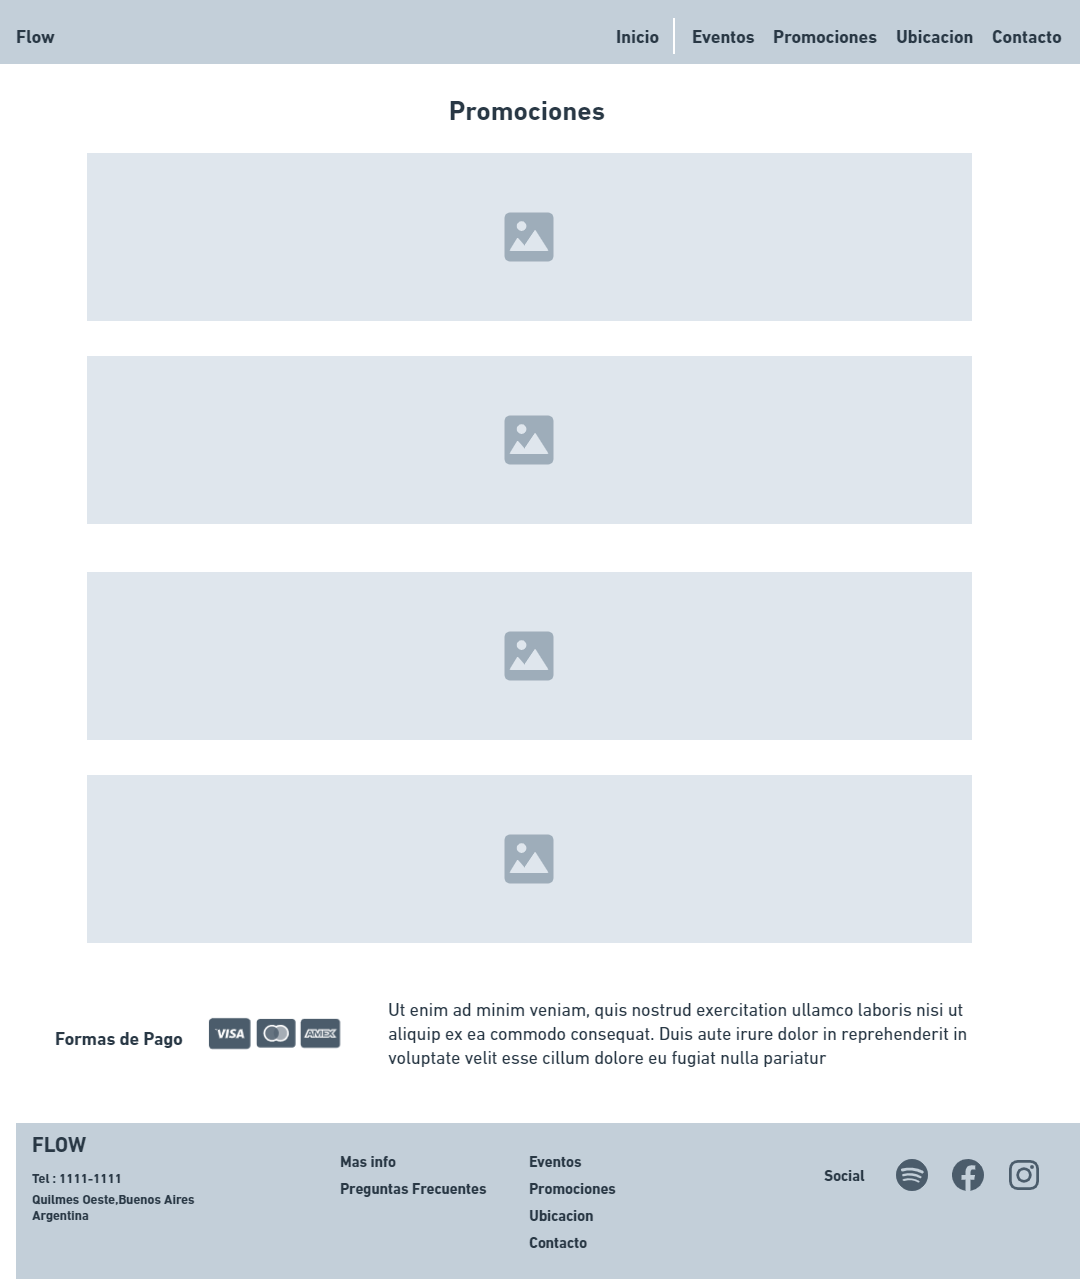 Flow
Inicio
Eventos
Promociones
Ubicacion
Contacto
Promociones
Formas de Pago
VISA
AMEX
Ut enim ad minim veniam, quis nostrud exercitation ullamco laboris nisi ut
aliquip ex ea commodo consequat. Duis aute irure dolor in reprehenderit in
voluptate velit esse cillum dolore eu fugiat nulla pariatur
FLOW
Tel : 1111-1111
Quilmes Oeste,Buenos Aires
Argentina
Mas info
Preguntas Frecuentes
Eventos
Promociones
Ubicacion
Contacto
Social